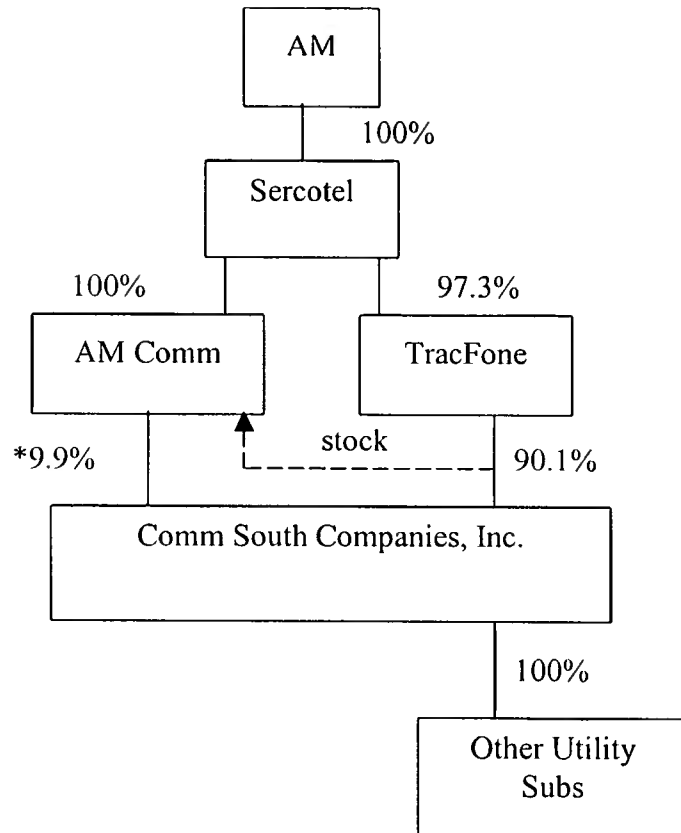 AM
100%
Sercotel
100%
97.3%
AM Comm
TracFone
stock
*9.9%
90.1%
Comm South Companies, Inc.
100%
Other Utility
Subs